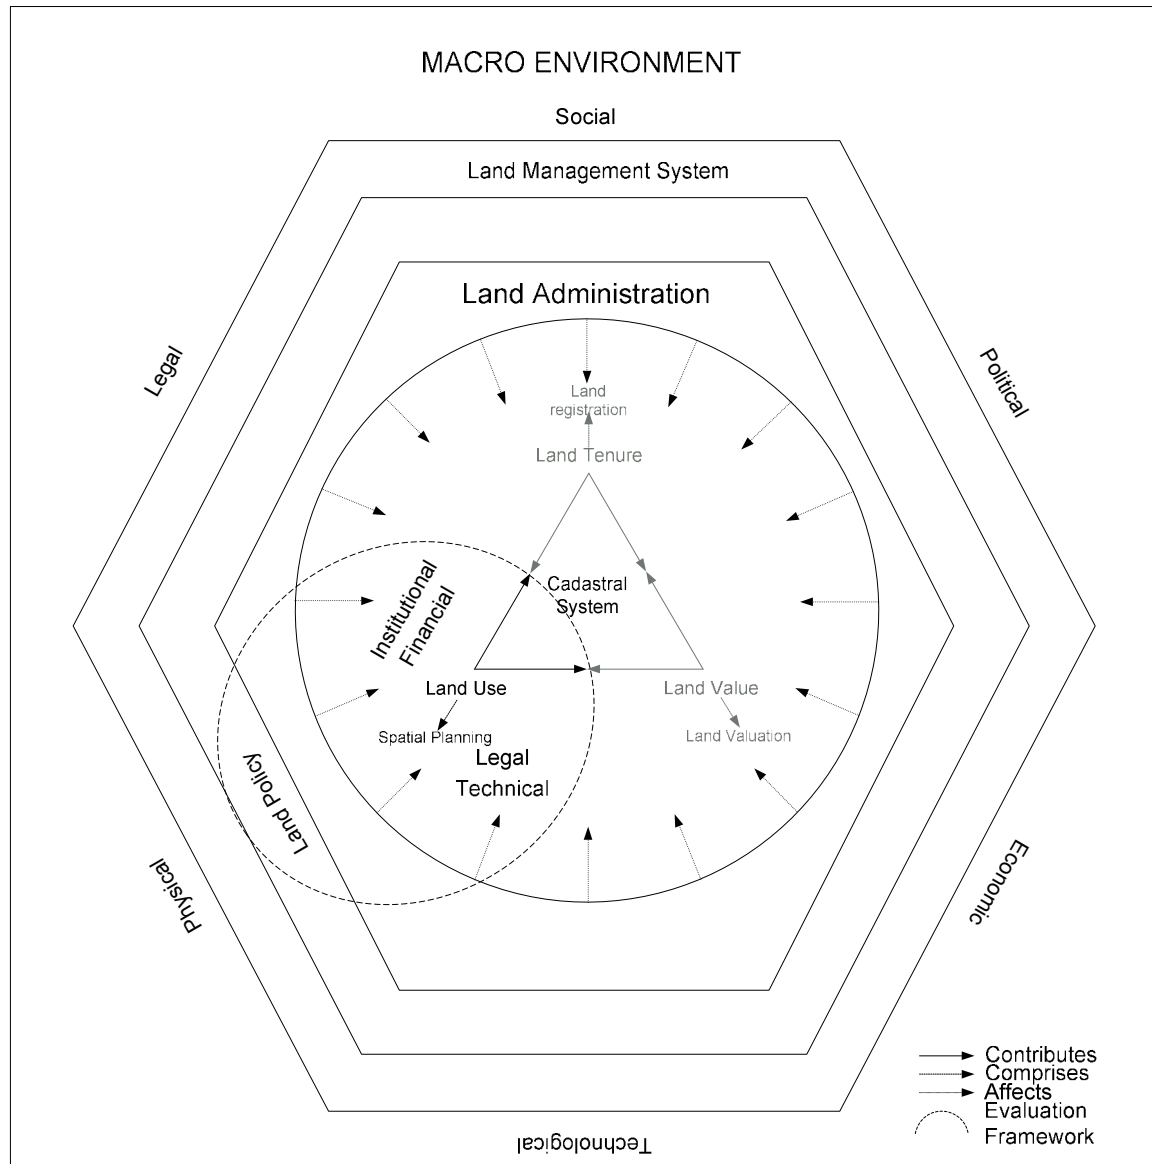 MACRO ENVIRONMENT
Social
Land Management System
Land Administration
Legal
Political
Land
registration
Land Tenure
Cadastral
System
Institutional
Financial
Land Use
Land Value
Spatial Planning
Land Valuation
Legal
Technical
Land Policy
Physical
Economic
Technological
Contributes
Comprises
Affects
Evaluation
Framework